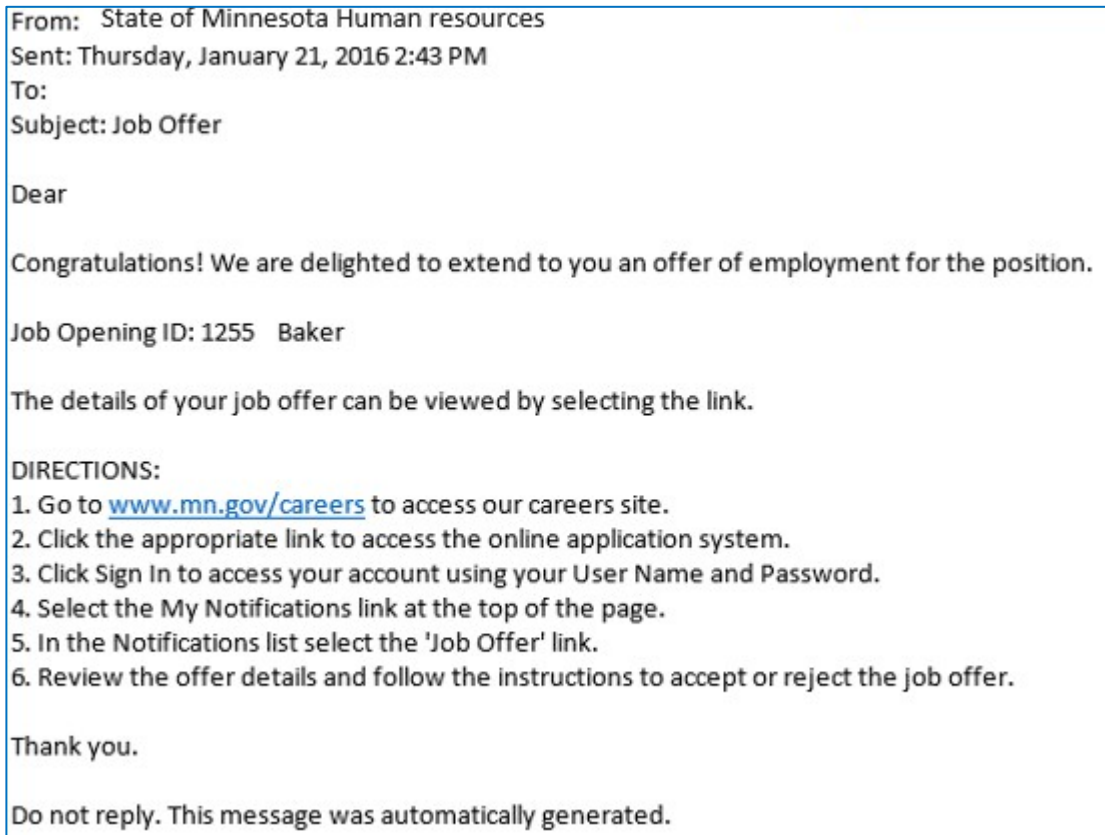 From: State of Minnesota Human resources
Sent: Thursday, January 21, 2016 2:43 PM
To:
Subject: Job Offer
Dear
Congratulations! We are delighted to extend to you an offer of employment for the position.
Job Opening ID: 1255 Baker
The details of your job offer can be viewed by selecting the link.
DIRECTIONS:
1. Go to www.mn.gov/careers to access our careers site.
2. Click the appropriate link to access the online application system.
3. Click Sign In to access your account using your User Name and Password.
4. Select the My Notifications link at the top of the page.
5. In the Notifications list select the 'Job Offer' link.
6. Review the offer details and follow the instructions to accept or reject the job offer.
Thank you.
Do not reply. This message was automatically generated.